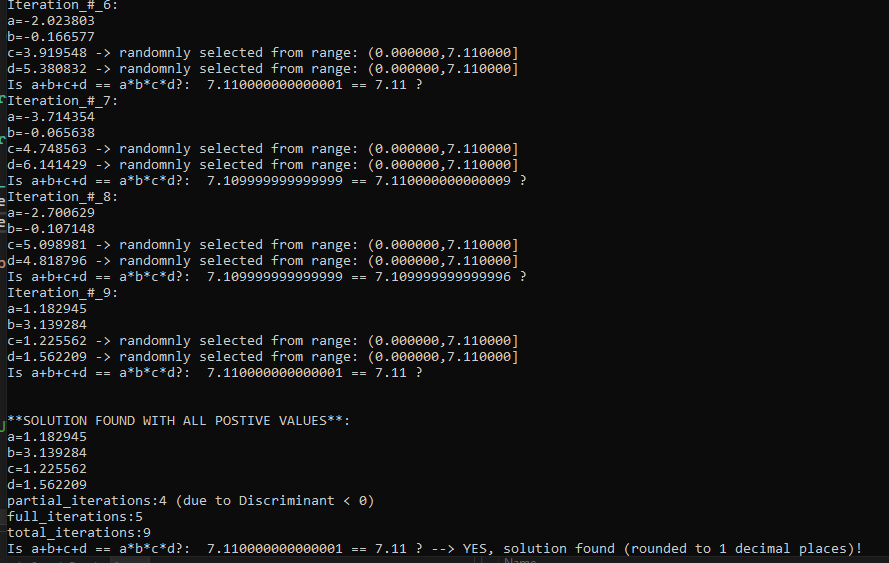 Iteration_#_6:
a=-2.023803
b=-0.166577
c=3.919548 -> randomnly selected from range: (0.000000,7.110000]
d=5.380832 -> randomnly selected from range: (0.000000,7.110000]
Is a+b+c+d == a*b*c*d?:  7.110000000000001 == 7.11 ?
Iteration_#_7:
a=-3.714354
b=-0.065638
c=4.748563 -> randomnly selected from range: (0.000000,7.110000]
d=6.141429 -> randomnly selected from range: (0.000000,7.110000]
Is a+b+c+d == a*b*c*d?:  7.109999999999999 == 7.110000000000009 ?
Iteration_#_8:
a=-2.700629
b=-0.107148
c=5.098981 -> randomnly selected from range: (0.000000,7.110000]
d=4.818796 -> randomnly selected from range: (0.000000,7.110000]
Is a+b+c+d == a*b*c*d?:  7.109999999999999 == 7.109999999999996 ?
Iteration_#_9:
a=1.182945
b=3.139284
c=1.225562 -> randomnly selected from range: (0.000000,7.110000]
d=1.562209 -> randomnly selected from range: (0.000000,7.110000]
Is a+b+c+d == a*b*c*d?:  7.110000000000001 == 7.11 ?
**SOLUTION FOUND WITH ALL POSTIVE VALUES**:
a=1.182945
b=3.139284
c=1.225562
d=1.562209
partial_iterations:4 (due to Discriminant < 0)
full_iterations:5
total_iterations:9
Is a+b+c+d == a*b*c*d?:  7.110000000000001 == 7.11 ? --> YES, solution found (rounded to 1 decimal places)!